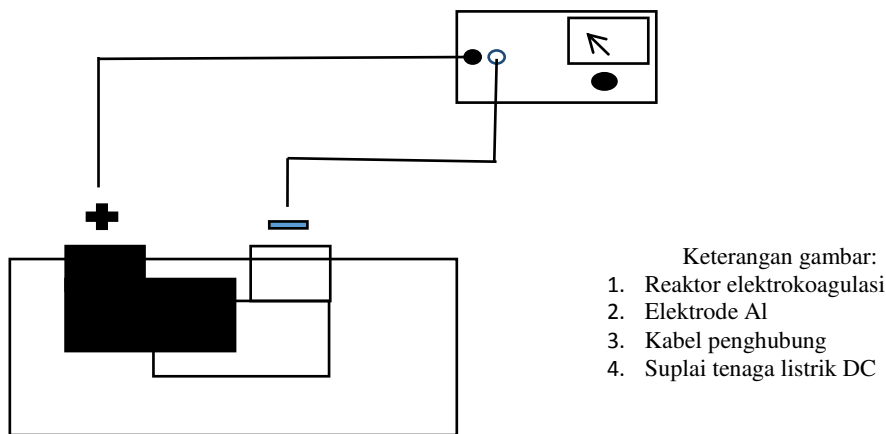 Keterangan gambar:
1. Reaktor elektrokoagulasi
2. Elektrode Al
3. Kabel penghubung
4. Suplai tenaga listrik DC